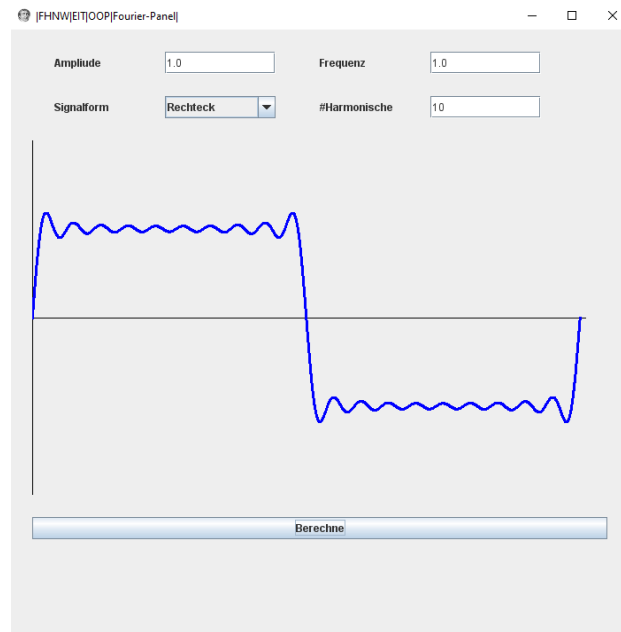 |FHNW|EIT|OOP|Fourier-Panel|
Ampliude 1.0 Frequenz 1.0
Signalform Rechteck #Harmonische 10
Berechne